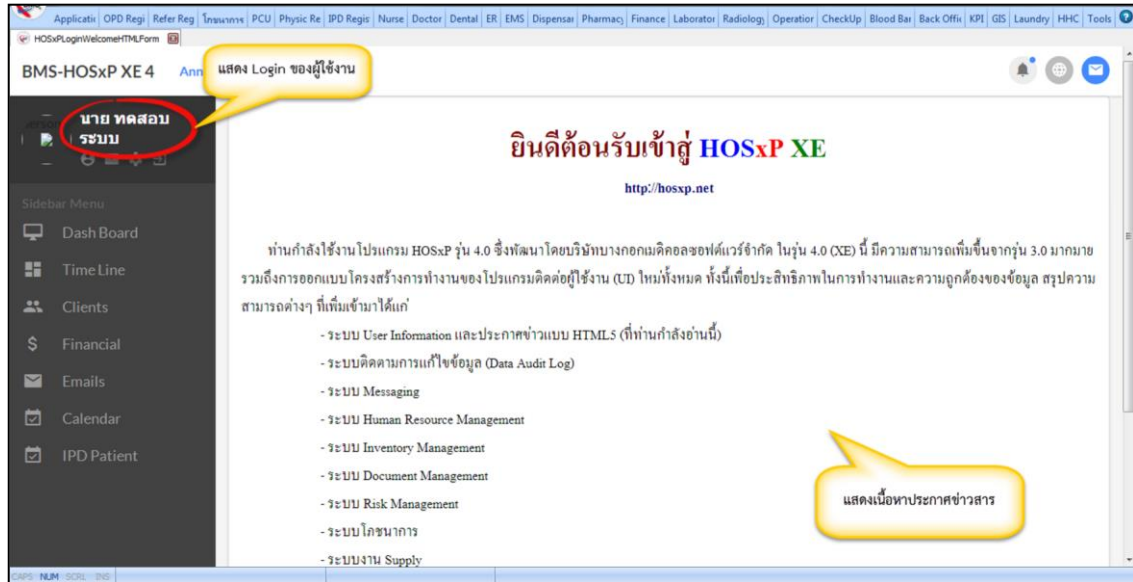 Applicatio OPD Regi Refer Reg โภชนาการ PCU Physic Re IPD Regis Nurse Doctor Dental ER EMS Dispensar Pharmacy Finance Laborator Radiology Operation CheckUp Blood Bar Back Offic KPI GIS Laundry HHC Tools
HOSxPLoginWelcomeHTMLForm
BMS-HOSxP XE 4 Ann
แสดง Login ของผู้ใช้งาน
นาย ทดสอบ
ระบบ
Sidebar Menu
Dash Board
Time Line
Clients
Financial
Emails
Calendar
IPD Patient
ยินดีต้อนรับเข้าสู่ HOSxP XE
http://hosxp.net
ท่านกำลังใช้งานโปรแกรม HOSxP รุ่น 4.0 ซึ่งพัฒนาโดยบริษัทบางกอกเมดิคอลซอฟต์แวร์จำกัด ในรุ่น 4.0 (XE) นี้ มีความสามารถเพิ่มขึ้นจากรุ่น 3.0 มากมาย
รวมถึงการออกแบบโครงสร้างการทำงานของโปรแกรมติดต่อผู้ใช้งาน (UI) ใหม่ทั้งหมด ทั้งนี้เพื่อประสิทธิภาพในการทำงานและความถูกต้องของข้อมูล สรุปความ
สามารถต่างๆ ที่เพิ่มเข้ามาได้แก่
- ระบบ User Information และประกาศข่าวแบบ HTML5 (ที่ท่านกำลังอ่านนี้)
- ระบบติดตามการแก้ไขข้อมูล (Data Audit Log)
- ระบบ Messaging
- ระบบ Human Resource Management
- ระบบ Inventory Management
- ระบบ Document Management
- ระบบ Risk Management
- ระบบโภชนาการ
- ระบบงาน Supply
แสดงเนื้อหาประกาศข่าวสาร
CAPS NUM SCRL INS